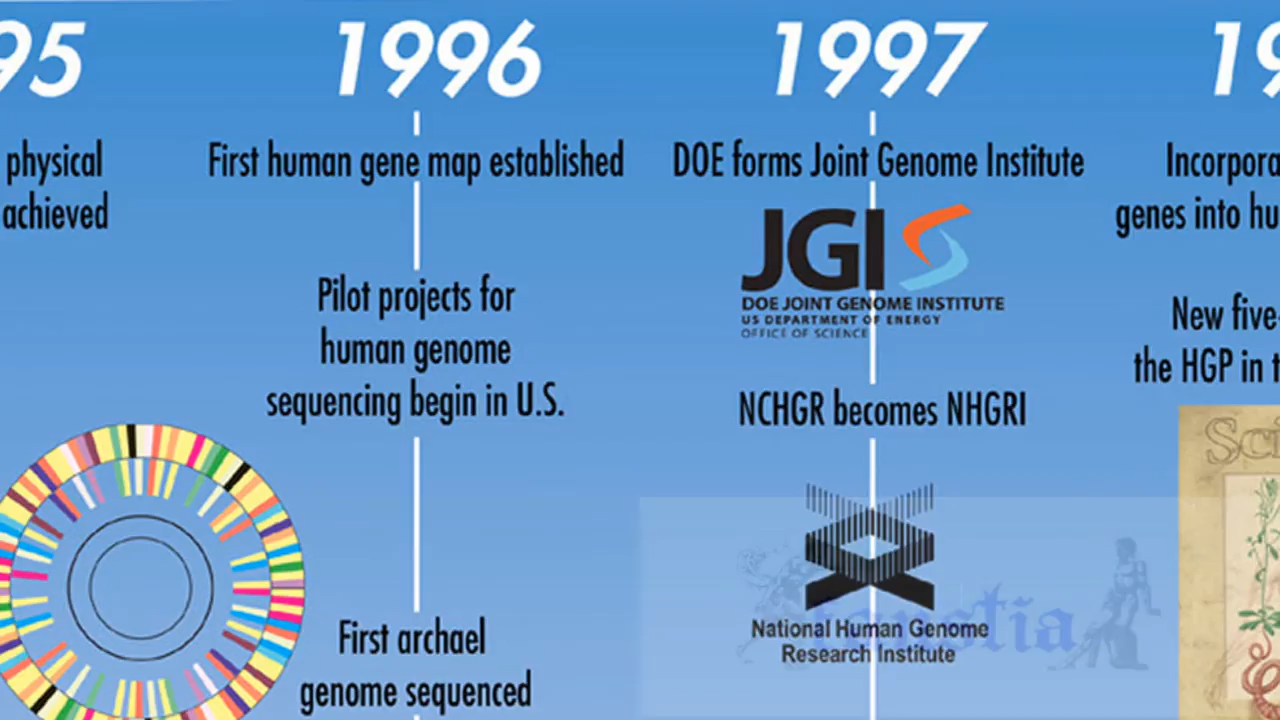 95
physical
achieved
1996
First human gene map established
Pilot projects for
human genome
sequencing begin in U.S.
First archael
genome sequenced
1997
DOE forms Joint Genome Institute
JGI
DOE JOINT GENOME INSTITUTE
US DEPARTMENT OF ENERGY
OFFICE OF SCIENCE
NCHGR becomes NHGRI
National Human Genome
Research Institute
19
Incorpora
genes into hu
New five-
the HGP in t
Sci